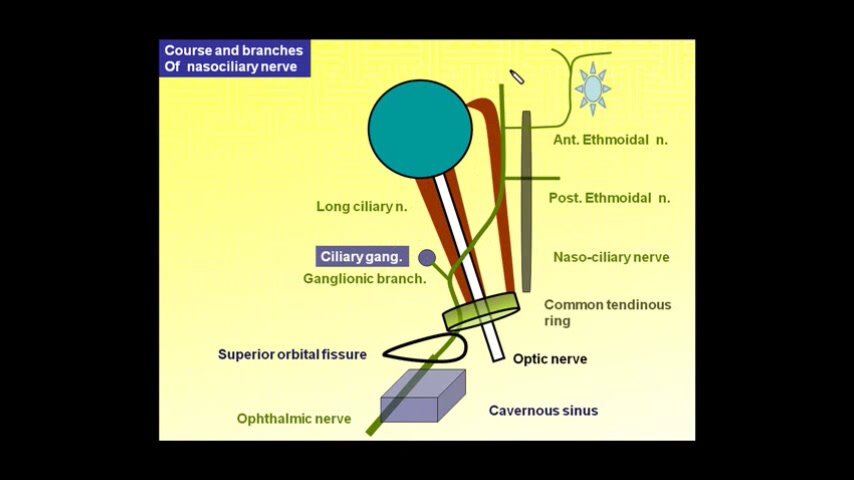 Course and branches
Of nasociliary nerve
Ant. Ethmoidal n.
Post. Ethmoidal n.
Long ciliary n.
Ciliary gang.
Naso-ciliary nerve
Ganglionic branch.
Common tendinous
ring
Superior orbital fissure
Optic nerve
Cavernous sinus
Ophthalmic nerve